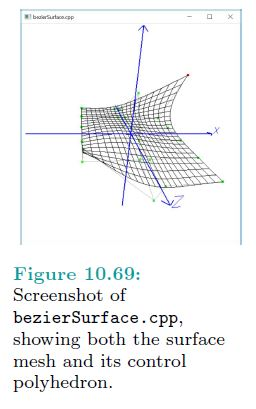 bezierSurface.cpp
X
Z
Figure 10.69:
Screenshot of
bezierSurface.cpp,
showing both the surface
mesh and its control
polyhedron.